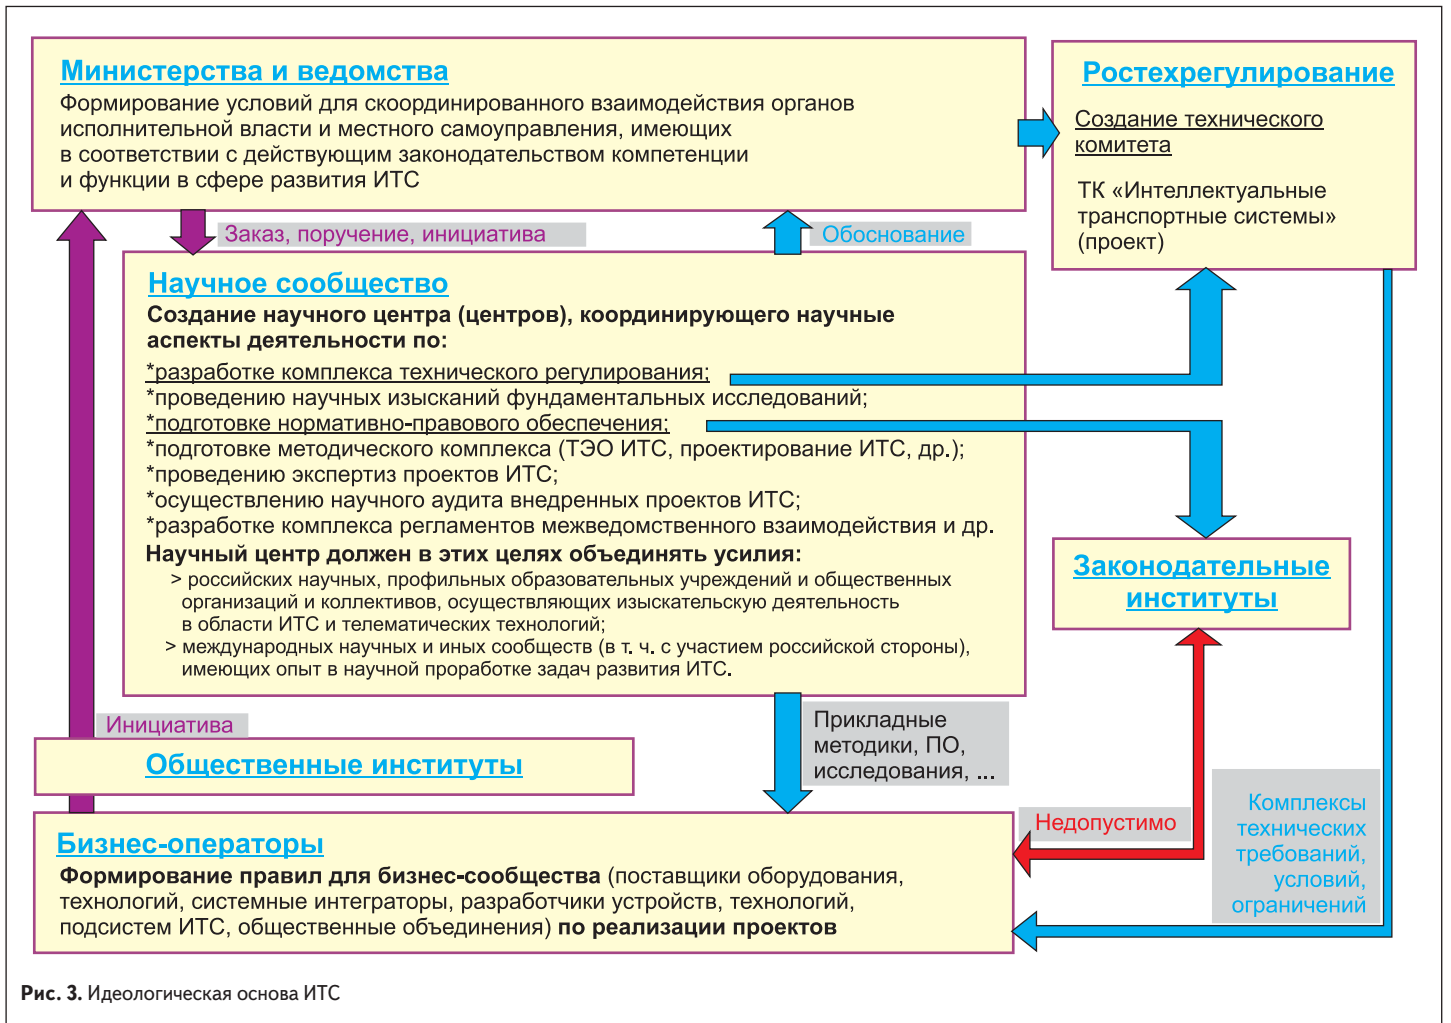 Министерства и ведомства
Формирование условий для скоординированного взаимодействия органов
исполнительной власти и местного самоуправления, имеющих
в соответствии с действующим законодательством компетенции
и функции в сфере развития ИТС
Ростехрегулирование
Создание технического
комитета
ТК «Интеллектуальные
транспортные системы»
(проект)
Заказ, поручение, инициатива
Обоснование
Научное сообщество
Создание научного центра (центров), координирующего научные
аспекты деятельности по:
*разработке комплекса технического регулирования;
*проведению научных изысканий фундаментальных исследований;
*подготовке нормативно-правового обеспечения;
*подготовке методического комплекса (ТЭО ИТС, проектирование ИТС, др.);
*проведению экспертиз проектов ИТС;
*осуществлению научного аудита внедренных проектов ИТС;
*разработке комплекса регламентов межведомственного взаимодействия и др.
Научный центр должен в этих целях объединять усилия:
> российских научных, профильных образовательных учреждений и общественных
организаций и коллективов, осуществляющих изыскательскую деятельность
в области ИТС и телематических технологий;
> международных научных и иных сообществ (в т. ч. с участием российской стороны),
имеющих опыт в научной проработке задач развития ИТС.
Законодательные
институты
Инициатива
Общественные институты
Прикладные
методики, ПО,
исследования, ...
Недопустимо
Комплексы
технических
требований,
условий,
ограничений
Бизнес-операторы
Формирование правил для бизнес-сообщества (поставщики оборудования,
технологий, системные интеграторы, разработчики устройств, технологий,
подсистем ИТС, общественные объединения) по реализации проектов
Рис. 3. Идеологическая основа ИТС